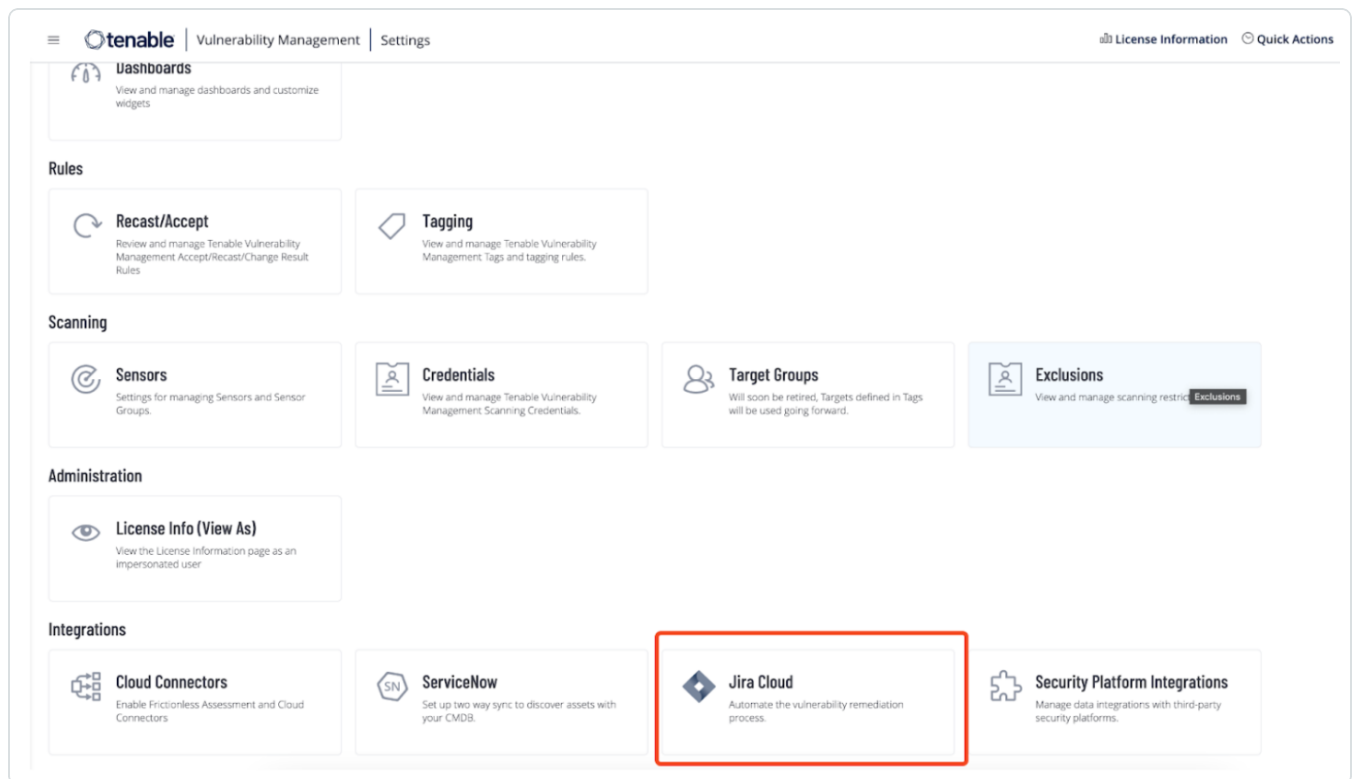 tenable
Vulnerability Management
Settings
License Information
Quick Actions
Dashboards
View and manage dashboards and customize
widgets
Rules
Recast/Accept
Review and manage Tenable Vulnerability
Management Accept/Recast/Change Result
Rules
Tagging
View and manage Tenable Vulnerability
Management Tags and tagging rules.
Scanning
Sensors
Settings for managing Sensors and Sensor
Groups.
Credentials
View and manage Tenable Vulnerability
Management Scanning Credentials.
Target Groups
Will soon be retired, Targets defined in Tags
will be used going forward.
Exclusions
View and manage scanning restric
Exclusions
Administration
License Info (View As)
View the License Information page as an
impersonated user
Integrations
Cloud Connectors
Enable Frictionless Assessment and Cloud
Connectors
SN
ServiceNow
Set up two way sync to discover assets with
your CMDB.
Jira Cloud
Automate the vulnerability remediation
process.
Security Platform Integrations
Manage data integrations with third-party
security platforms.